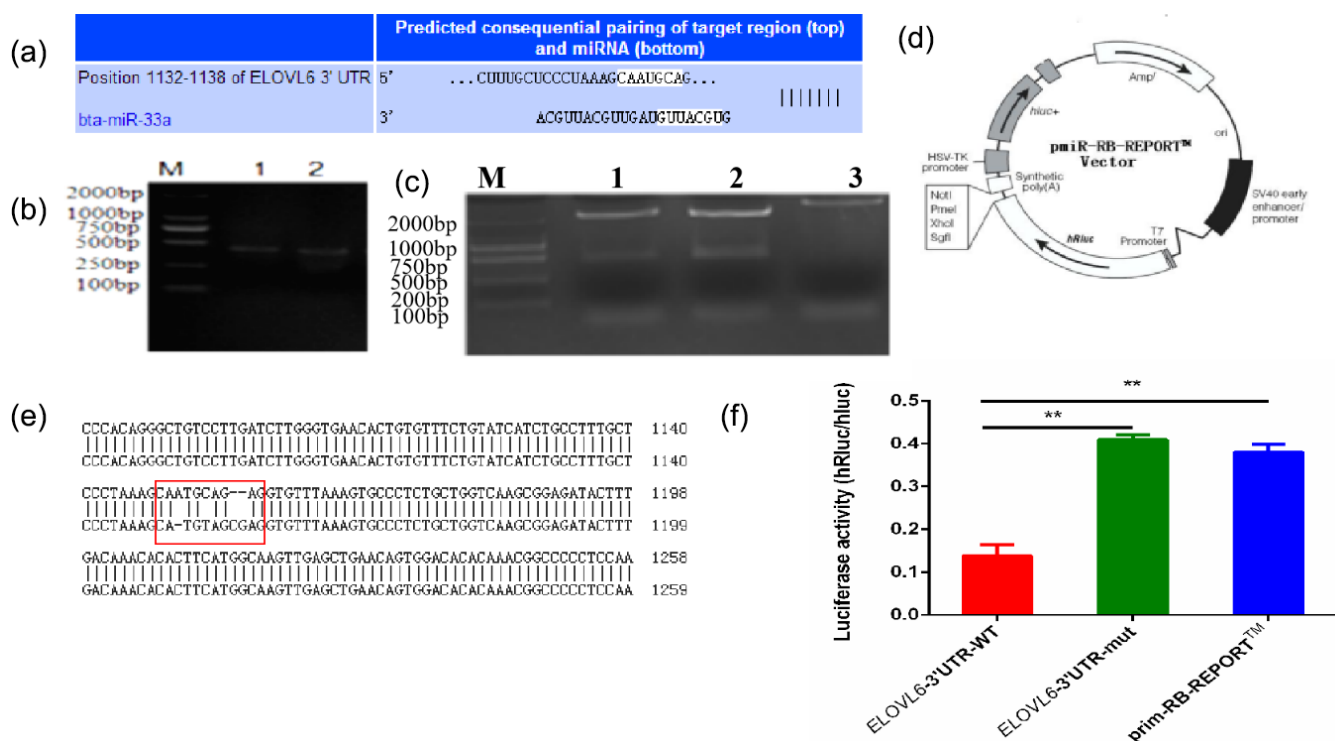 (a)
Predicted consequential pairing of target region (top)
and miRNA (bottom)
Position 1132-1138 of ELOVL6 3' UTR 5' ...CUUUGCUCCCUAAAGCAAUGCAG...
bta-miR-33a 3' ACGUUACGUUGAUGUUACGUG
(b)
M 1 2
2000bp
1000bp
750bp
500bp
250bp
100bp
(c)
M 1 2 3
2000bp
1000bp
750bp
500bp
200bp
100bp
(d)
Amp/
hluc+
ori
pmiR-RB-REPORT™
Vector
HSV-TK
promoter
Synthetic
poly(A)
NotI
PmeI
XhoI
SgfI
SV40 early
enhancer/
promoter
T7
Promoter
hRluc
(e)
CCCACAGGGCTGTCCTTGATCTTGGGTGAACACTGTGTTTCTGTATCATCTGCCTTTGCT 1140
CCCACAGGGCTGTCCTTGATCTTGGGTGAACACTGTGTTTCTGTATCATCTGCCTTTGCT 1140
CCCTAAAGCAATGCAG--AGGTGTTTAAAGTGCCCTCTGCTGGTCAAGCGGAGATACTTT 1198
CCCTAAAGCA-TGTAGCGAGGTGTTTAAAGTGCCCTCTGCTGGTCAAGCGGAGATACTTT 1199
GACAAACACACTTCATGGCAAGTTGAGCTGAACAGTGGACACACAAACGGCCCCCTCCAA 1258
GACAAACACACTTCATGGCAAGTTGAGCTGAACAGTGGACACACAAACGGCCCCCTCCAA 1259
(f)
Luciferase activity (hRluc/hluc)
0.5
0.4
0.3
0.2
0.1
0.0
**
**
ELOVL6-3'UTR-WT
ELOVL6-3'UTR-mut
prim-RB-REPORT™